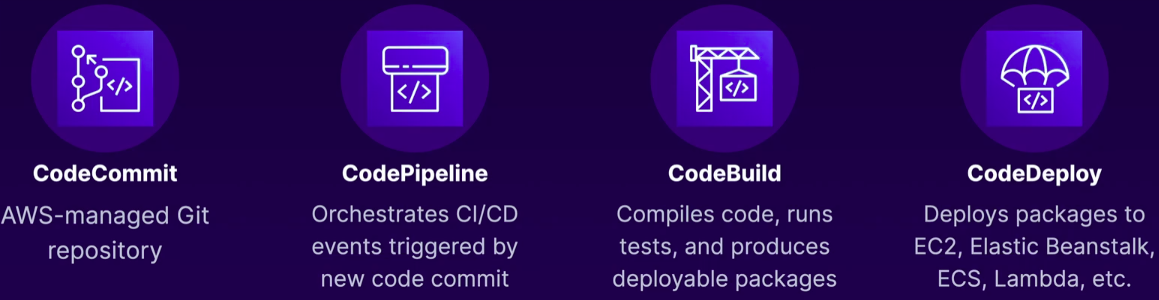 </>
</>
</>
</>
CodeCommit
AWS-managed Git
repository
CodePipeline
Orchestrates CI/CD
events triggered by
new code commit
CodeBuild
Compiles code, runs
tests, and produces
deployable packages
CodeDeploy
Deploys packages to
EC2, Elastic Beanstalk,
ECS, Lambda, etc.